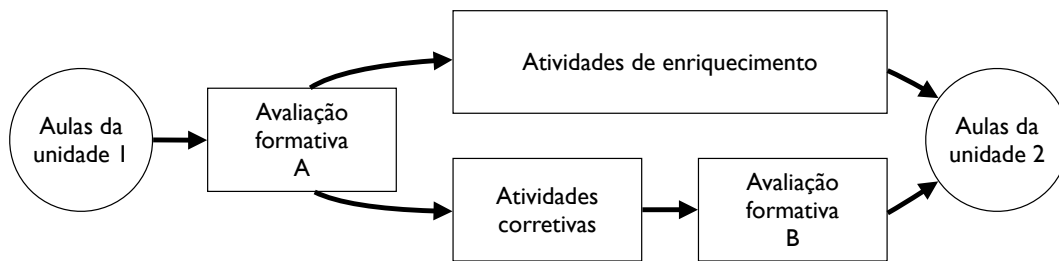 Aulas da
unidade 1
Avaliação
formativa
A
Atividades de enriquecimento
Atividades
corretivas
Avaliação
formativa
B
Aulas da
unidade 2